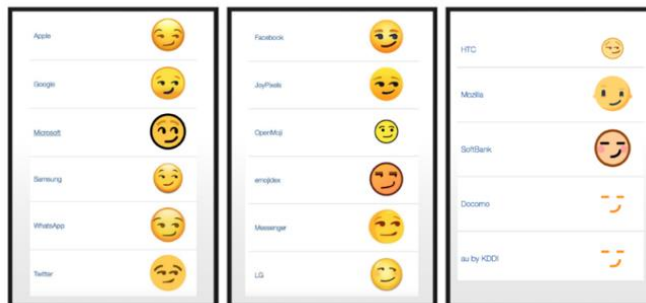 Apple
Google
Microsoft
Samsung
WhatsApp
Twitter
Facebook
JoyPixels
OpenMoji
emojidex
Messenger
LG
HTC
Mozilla
SoftBank
Docomo
au by KDDI